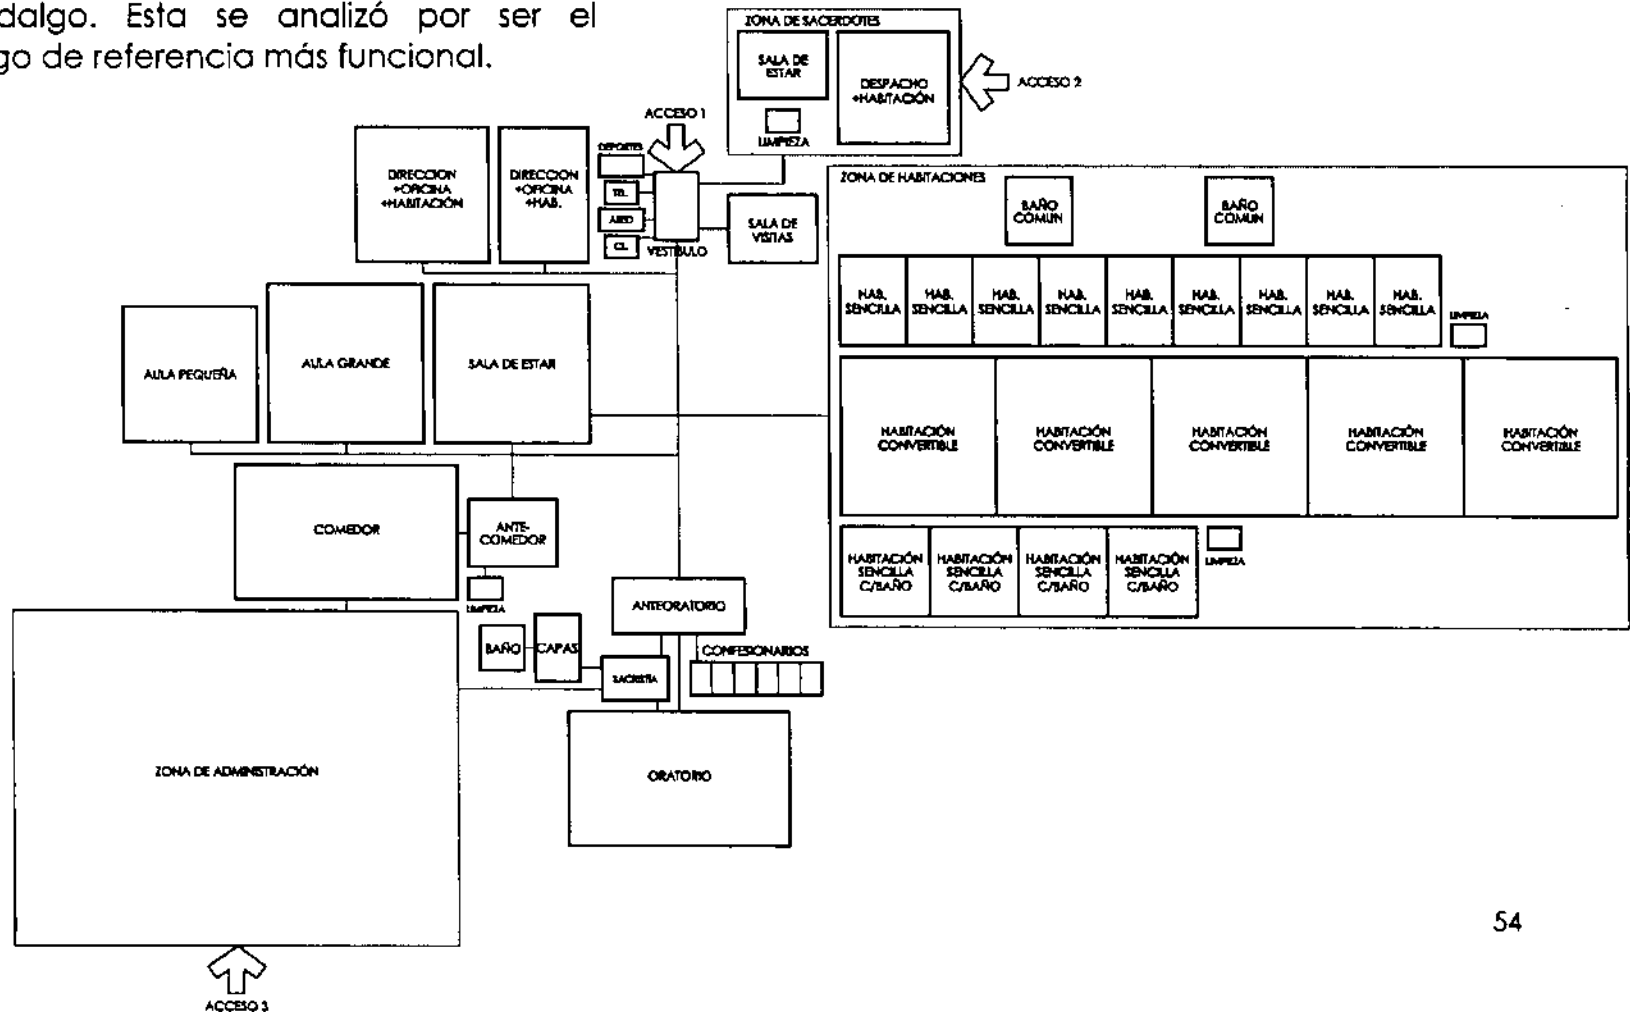 dalgo. Esta se analizó por ser el
go de referencia más funcional.
ZONA DE SACERDOTES
SALA DE
ESTAR
DESPACHO
+HABITACIÓN
LIMPIEZA
ACCESO 2
ACCESO 1
DEPORTES
TEL.
ASEO
CL.
VESTIBULO
SALA DE
VISITAS
DIRECCION
+OFICINA
+HABITACIÓN
DIRECCION
+OFICINA
+HAB.
ZONA DE HABITACIONES
BAÑO
COMUN
BAÑO
COMUN
HAB.
SENCILLA
HAB.
SENCILLA
HAB.
SENCILLA
HAB.
SENCILLA
HAB.
SENCILLA
HAB.
SENCILLA
HAB.
SENCILLA
HAB.
SENCILLA
HAB.
SENCILLA
LIMPIEZA
HABITACIÓN
CONVERTIBLE
HABITACIÓN
CONVERTIBLE
HABITACIÓN
CONVERTIBLE
HABITACIÓN
CONVERTIBLE
HABITACIÓN
CONVERTIBLE
HABITACIÓN
SENCILLA
C/BAÑO
HABITACIÓN
SENCILLA
C/BAÑO
HABITACIÓN
SENCILLA
C/BAÑO
HABITACIÓN
SENCILLA
C/BAÑO
LIMPIEZA
AULA PEQUEÑA
AULA GRANDE
SALA DE ESTAR
COMEDOR
ANTE-
COMEDOR
LIMPIEZA
ANTEORATORIO
BAÑO
CAPAS
SACRISTIA
CONFESIONARIOS
ORATORIO
ZONA DE ADMINISTRACIÓN
ACCESO 3
54